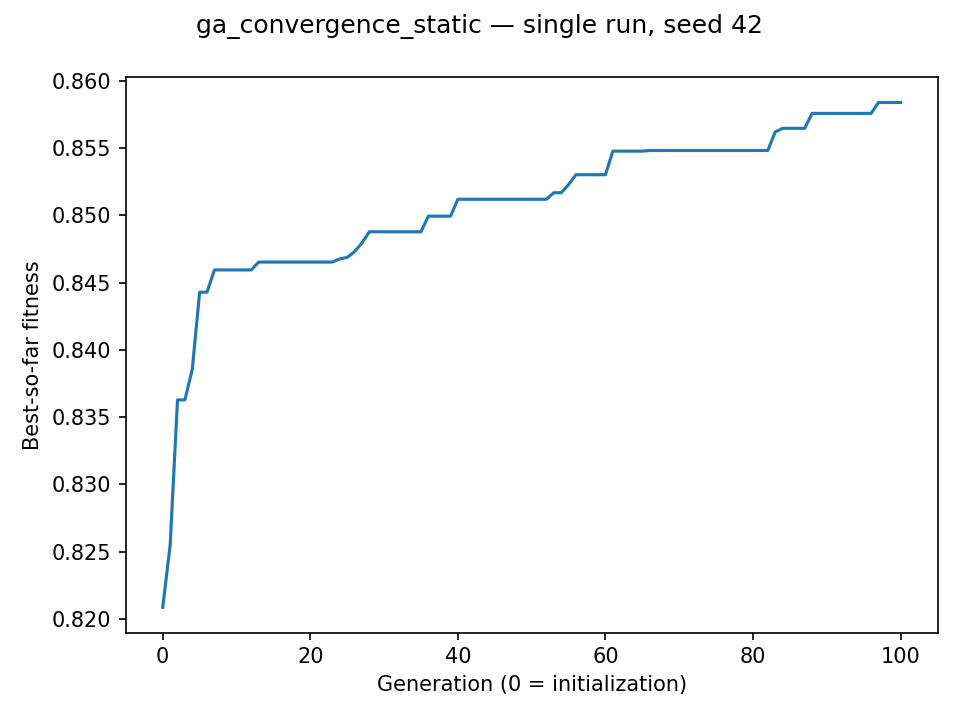 ga_convergence_static — single run, seed 42
0.860
0.855
0.850
0.845
0.840
0.835
0.830
0.825
0.820
Best-so-far fitness
0 20 40 60 80 100
Generation (0 = initialization)